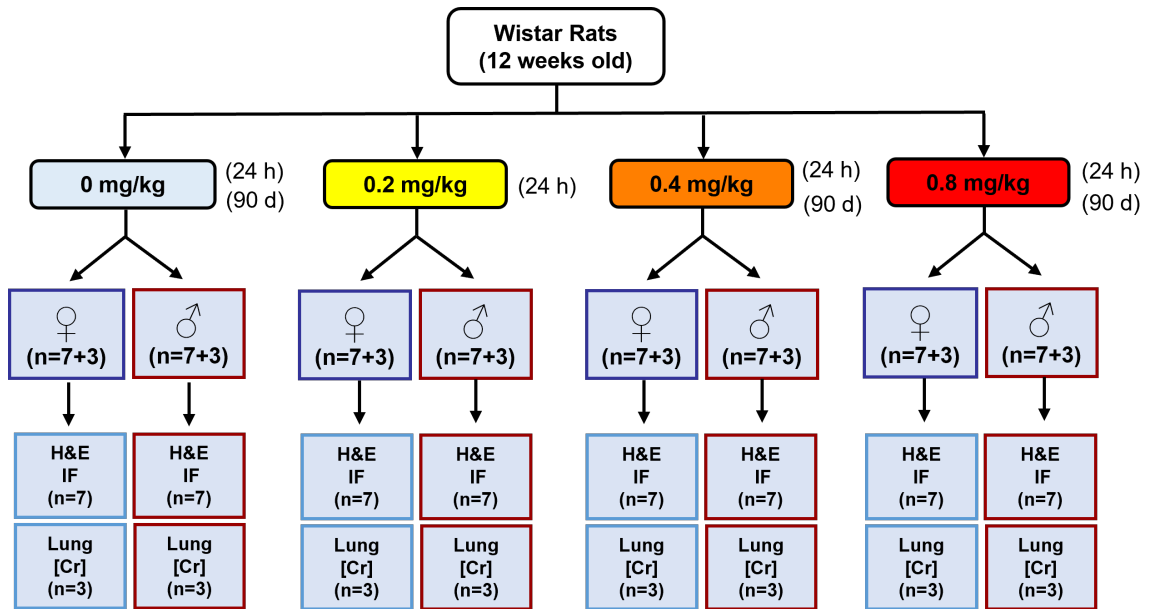 Wistar Rats
(12 weeks old)
0 mg/kg
(24 h)
(90 d)
0.2 mg/kg
(24 h)
0.4 mg/kg
(24 h)
(90 d)
0.8 mg/kg
(24 h)
(90 d)
♀
(n=7+3)
♂
(n=7+3)
♀
(n=7+3)
♂
(n=7+3)
♀
(n=7+3)
♂
(n=7+3)
♀
(n=7+3)
♂
(n=7+3)
H&E
IF
(n=7)
H&E
IF
(n=7)
H&E
IF
(n=7)
H&E
IF
(n=7)
H&E
IF
(n=7)
H&E
IF
(n=7)
H&E
IF
(n=7)
H&E
IF
(n=7)
Lung
[Cr]
(n=3)
Lung
[Cr]
(n=3)
Lung
[Cr]
(n=3)
Lung
[Cr]
(n=3)
Lung
[Cr]
(n=3)
Lung
[Cr]
(n=3)
Lung
[Cr]
(n=3)
Lung
[Cr]
(n=3)